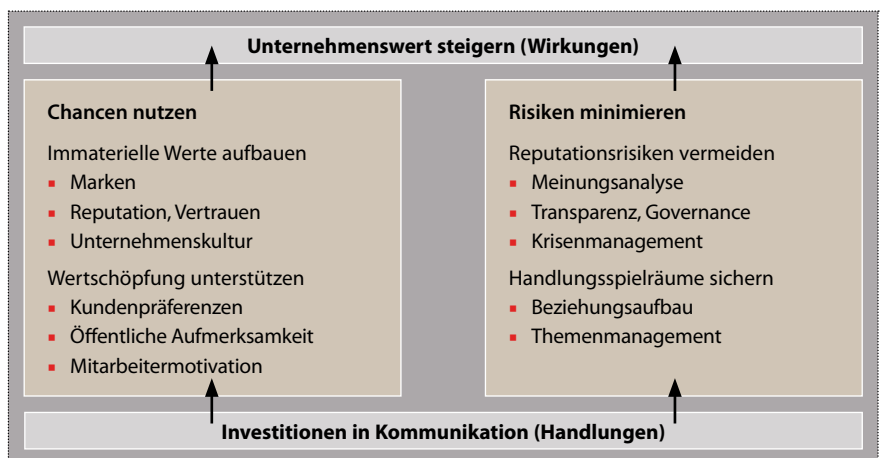 Unternehmenswert steigern (Wirkungen)
Chancen nutzen
Immaterielle Werte aufbauen
Marken
Reputation, Vertrauen
Unternehmenskultur
Wertschöpfung unterstützen
Kundenpräferenzen
Öffentliche Aufmerksamkeit
Mitarbeitermotivation
Risiken minimieren
Reputationsrisiken vermeiden
Meinungsanalyse
Transparenz, Governance
Krisenmanagement
Handlungsspielräume sichern
Beziehungsaufbau
Themenmanagement
Investitionen in Kommunikation (Handlungen)